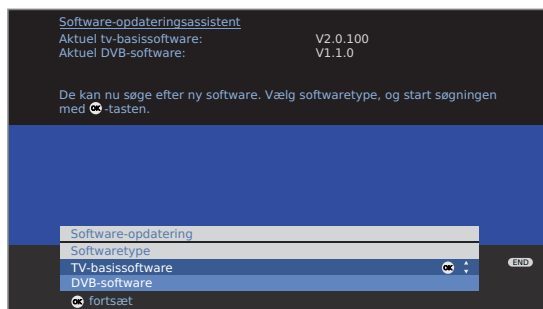 Software-opdateringsassistent
Aktuel tv-basissoftware: V2.0.100
Aktuel DVB-software: V1.1.0
De kan nu søge efter ny software. Vælg softwaretype, og start søgningen
med OK -tasten.
Software-opdatering
Softwaretype
TV-basissoftware OK
END
DVB-software
OK fortsæt